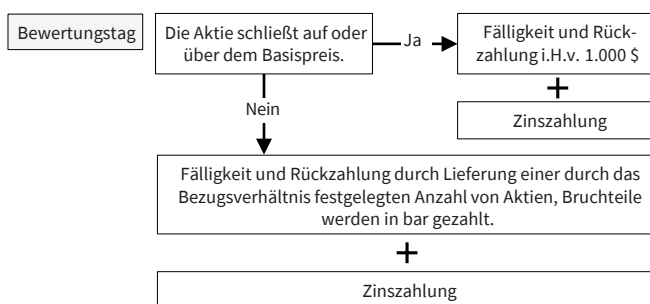 Bewertungstag
Die Aktie schließt auf oder
über dem Basispreis.
Ja
Fälligkeit und Rück-
zahlung i.H.v. 1.000 $
+
Zinszahlung
Nein
Fälligkeit und Rückzahlung durch Lieferung einer durch das
Bezugsverhältnis festgelegten Anzahl von Aktien, Bruchteile
werden in bar gezahlt.
+
Zinszahlung